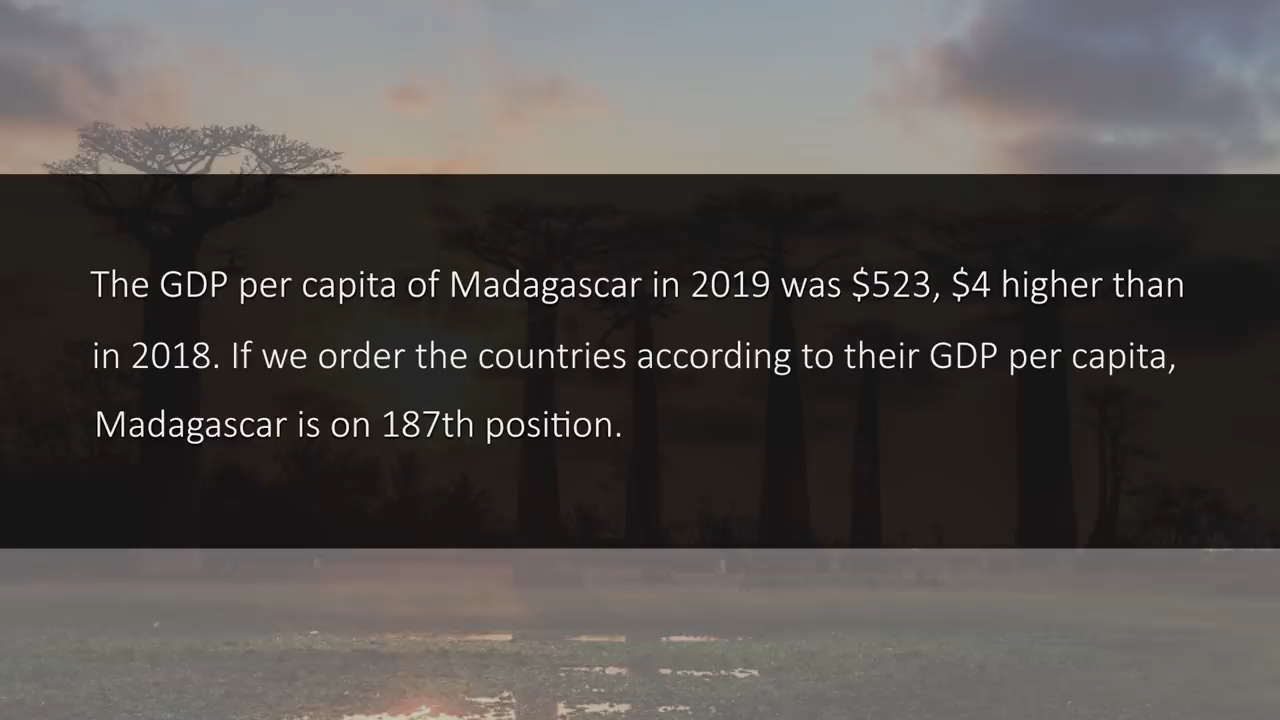 The GDP per capita of Madagascar in 2019 was $523, $4 higher than
in 2018. If we order the countries according to their GDP per capita,
Madagascar is on 187th position.